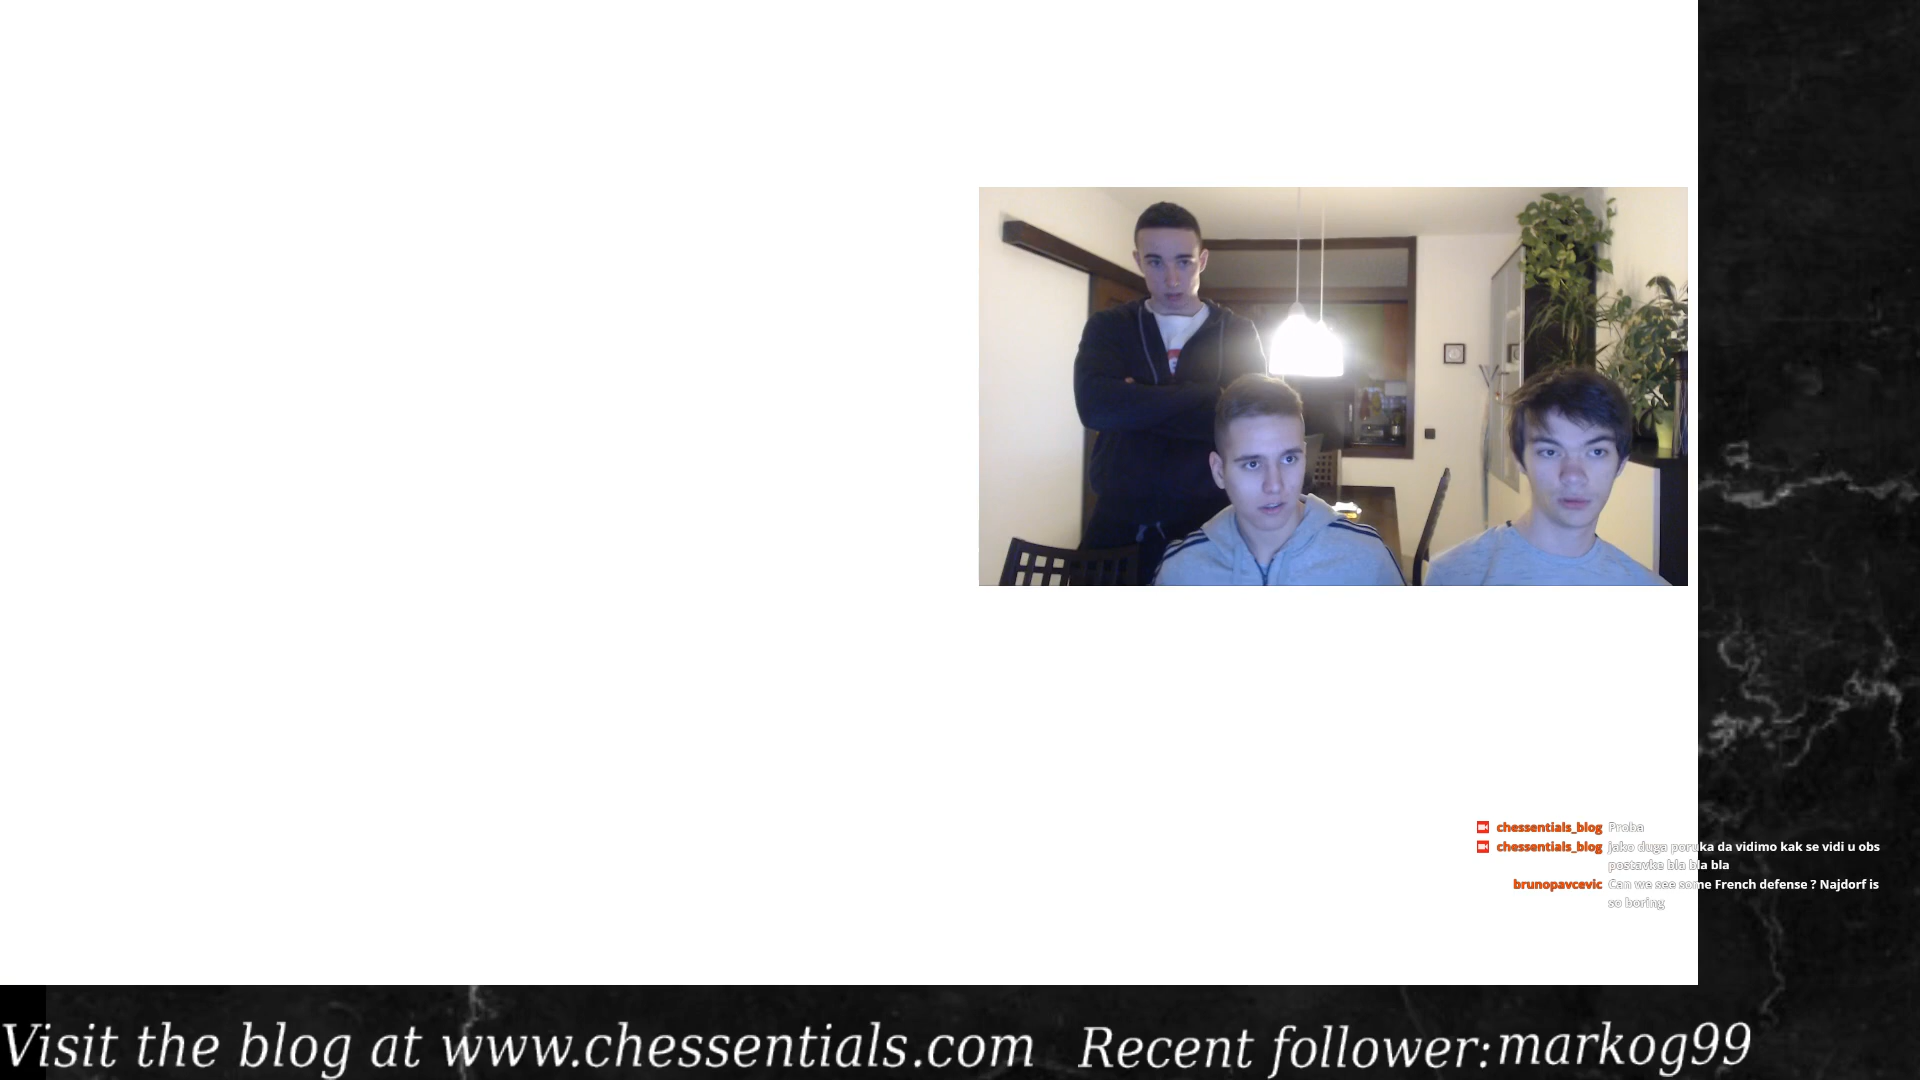 chessentials_blog Proba
chessentials_blog jako duga poruka da vidimo kak se vidi u obs
postavke bla bla bla
brunopavcevic Can we see some French defense ? Najdorf is
so boring
Visit the blog at www.chessentials.com Recent follower:markog99